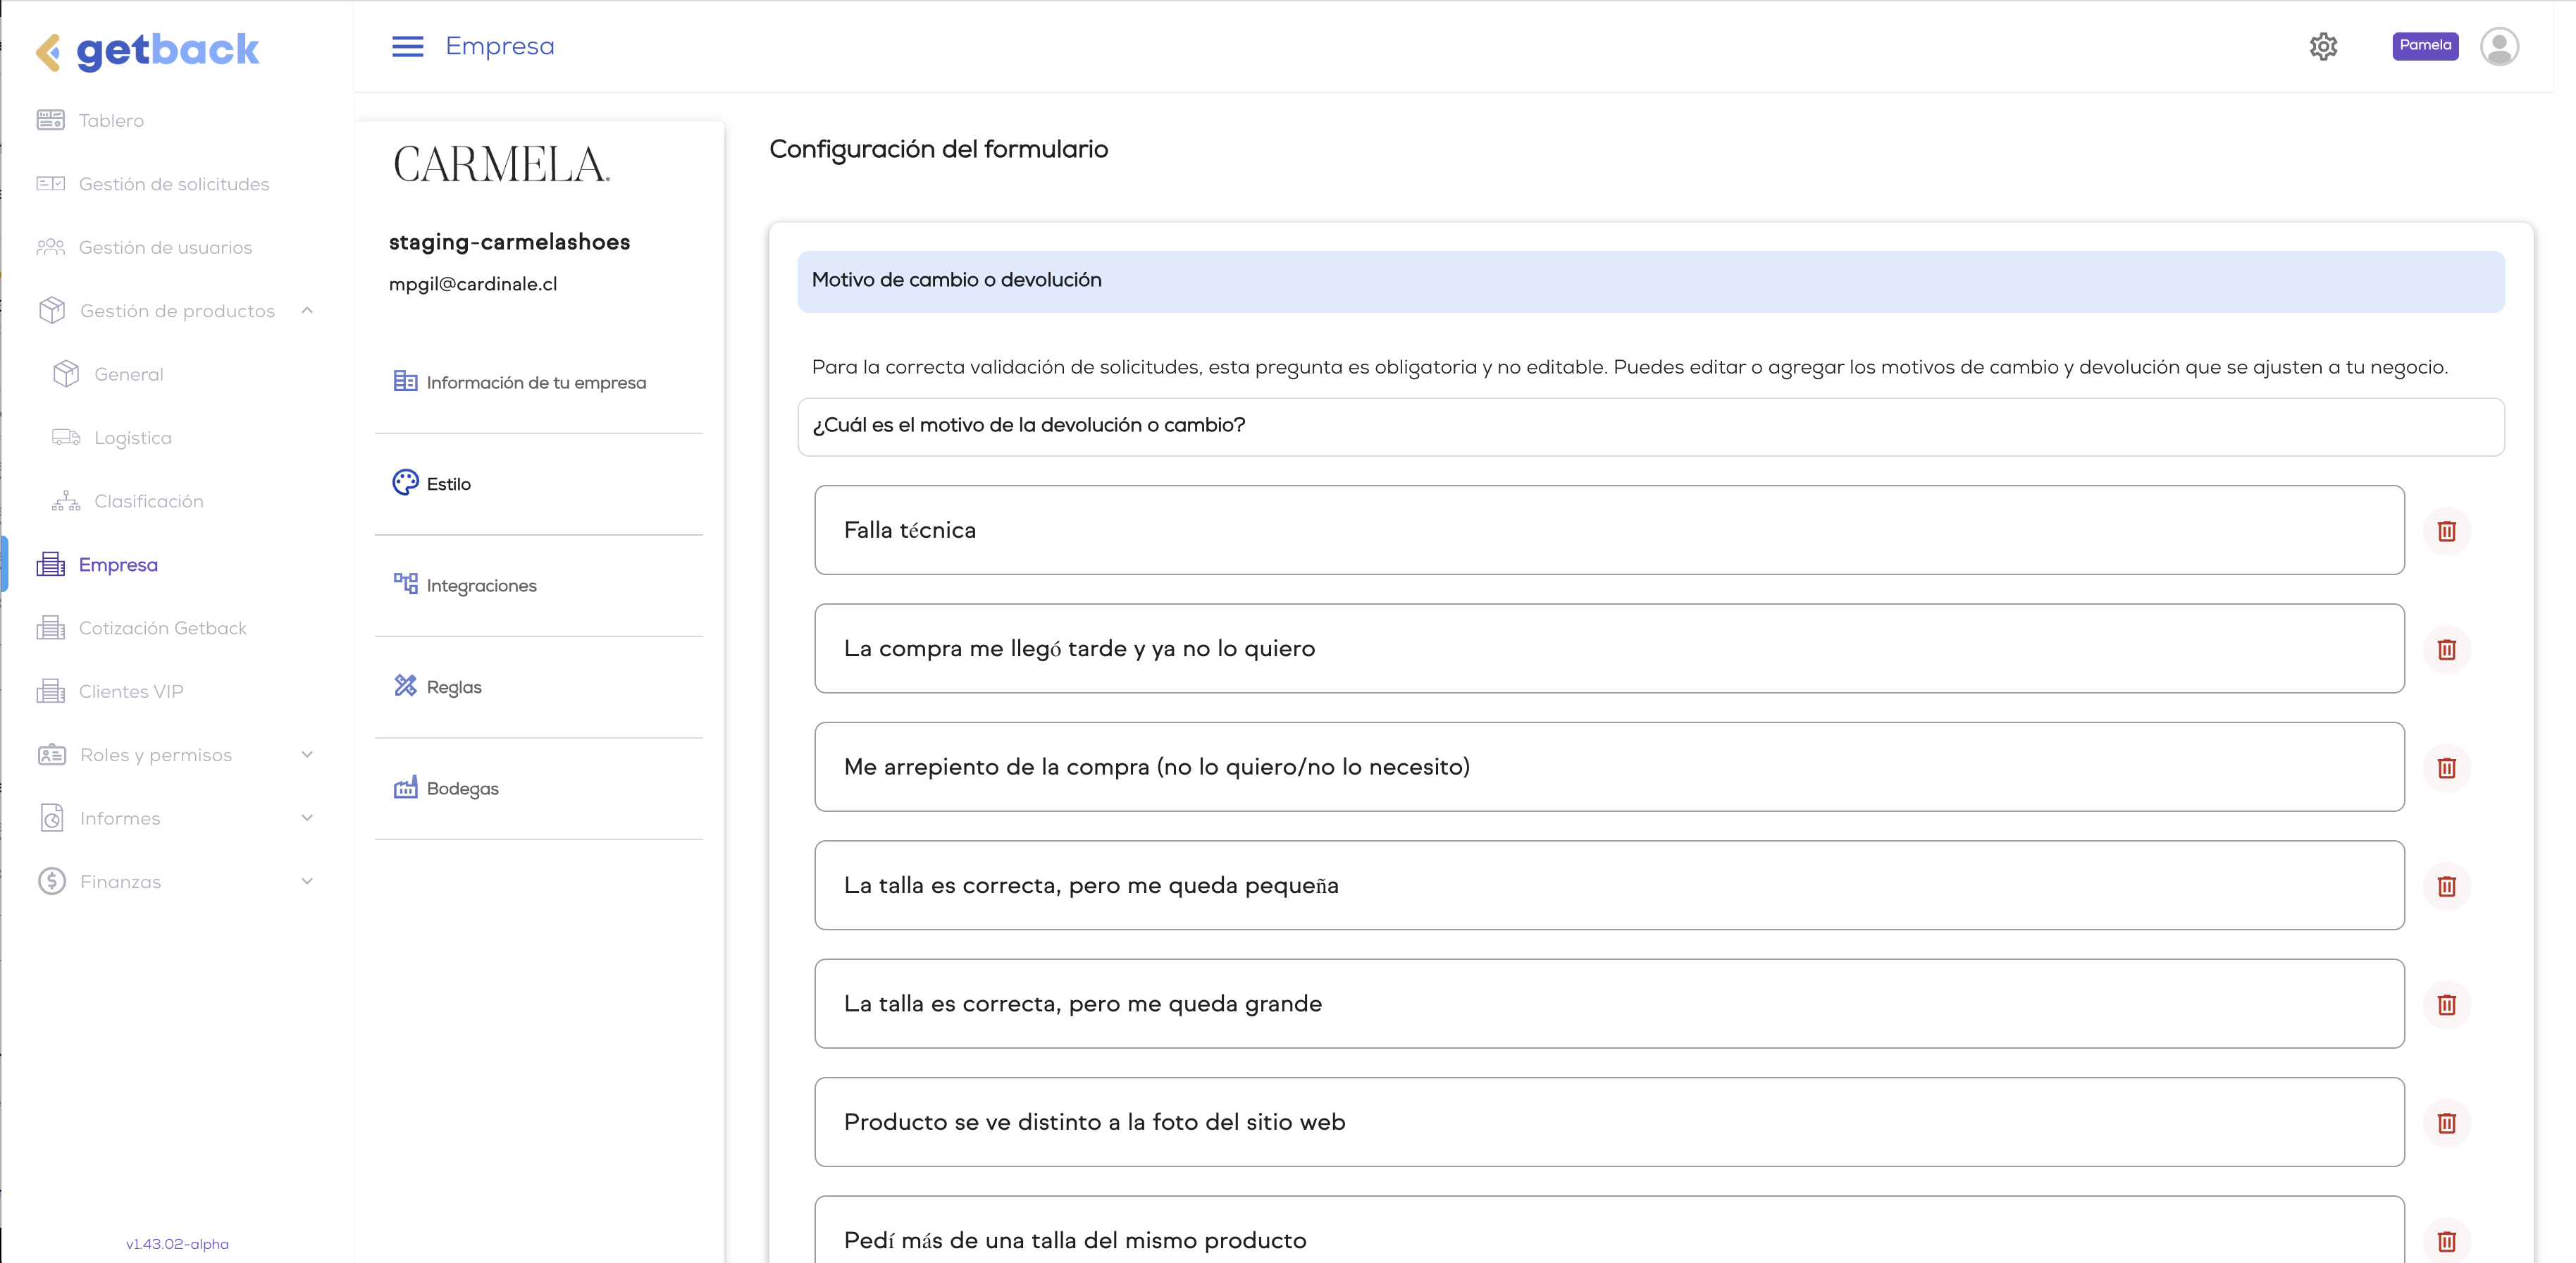 getback
Tablero
Gestión de solicitudes
Gestión de usuarios
Gestión de productos
General
Logística
Clasificación
Empresa
Cotización Getback
Clientes VIP
Roles y permisos
Informes
Finanzas
v1.43.02-alpha
Empresa
Pamela
CARMELA®
staging-carmelashoes
mpgil@cardinale.cl
Información de tu empresa
Estilo
Integraciones
Reglas
Bodegas
Configuración del formulario
Motivo de cambio o devolución
Para la correcta validación de solicitudes, esta pregunta es obligatoria y no editable. Puedes editar o agregar los motivos de cambio y devolución que se ajusten a tu negocio.
¿Cuál es el motivo de la devolución o cambio?
Falla técnica
La compra me llegó tarde y ya no lo quiero
Me arrepiento de la compra (no lo quiero/no lo necesito)
La talla es correcta, pero me queda pequeña
La talla es correcta, pero me queda grande
Producto se ve distinto a la foto del sitio web
Pedí más de una talla del mismo producto